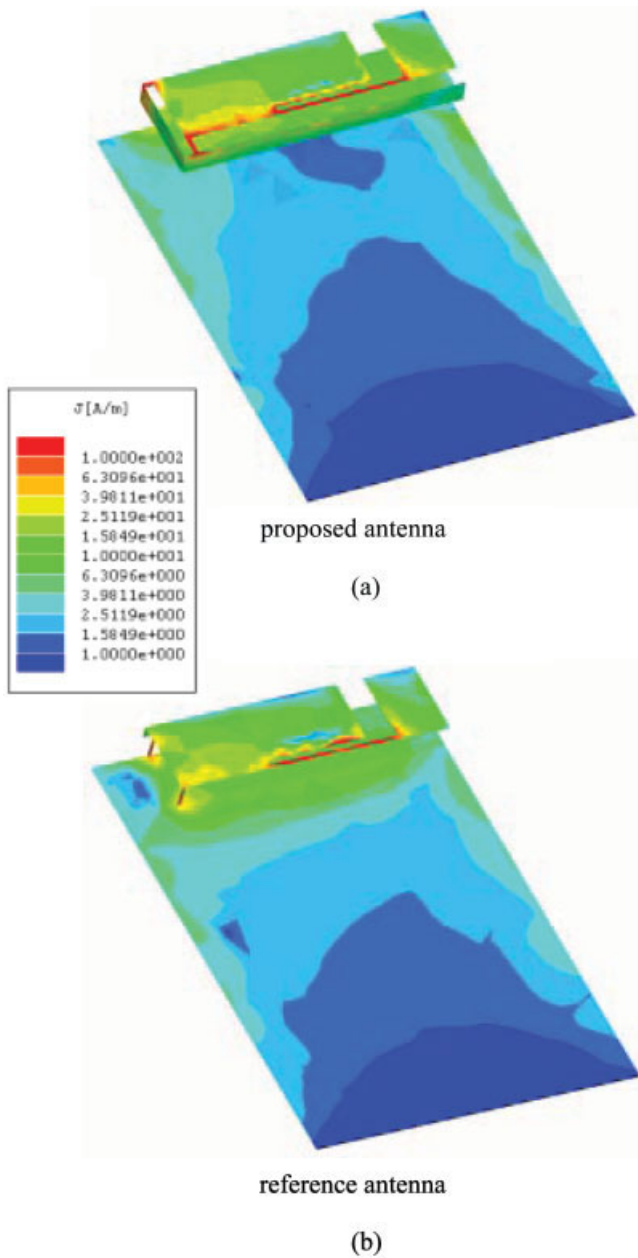 proposed antenna
(a)
J[A/m]
1.0000e+002
6.3096e+001
3.9811e+001
2.5119e+001
1.5849e+001
1.0000e+001
6.3096e+000
3.9811e+000
2.5119e+000
1.5849e+000
1.0000e+000
reference antenna
(b)